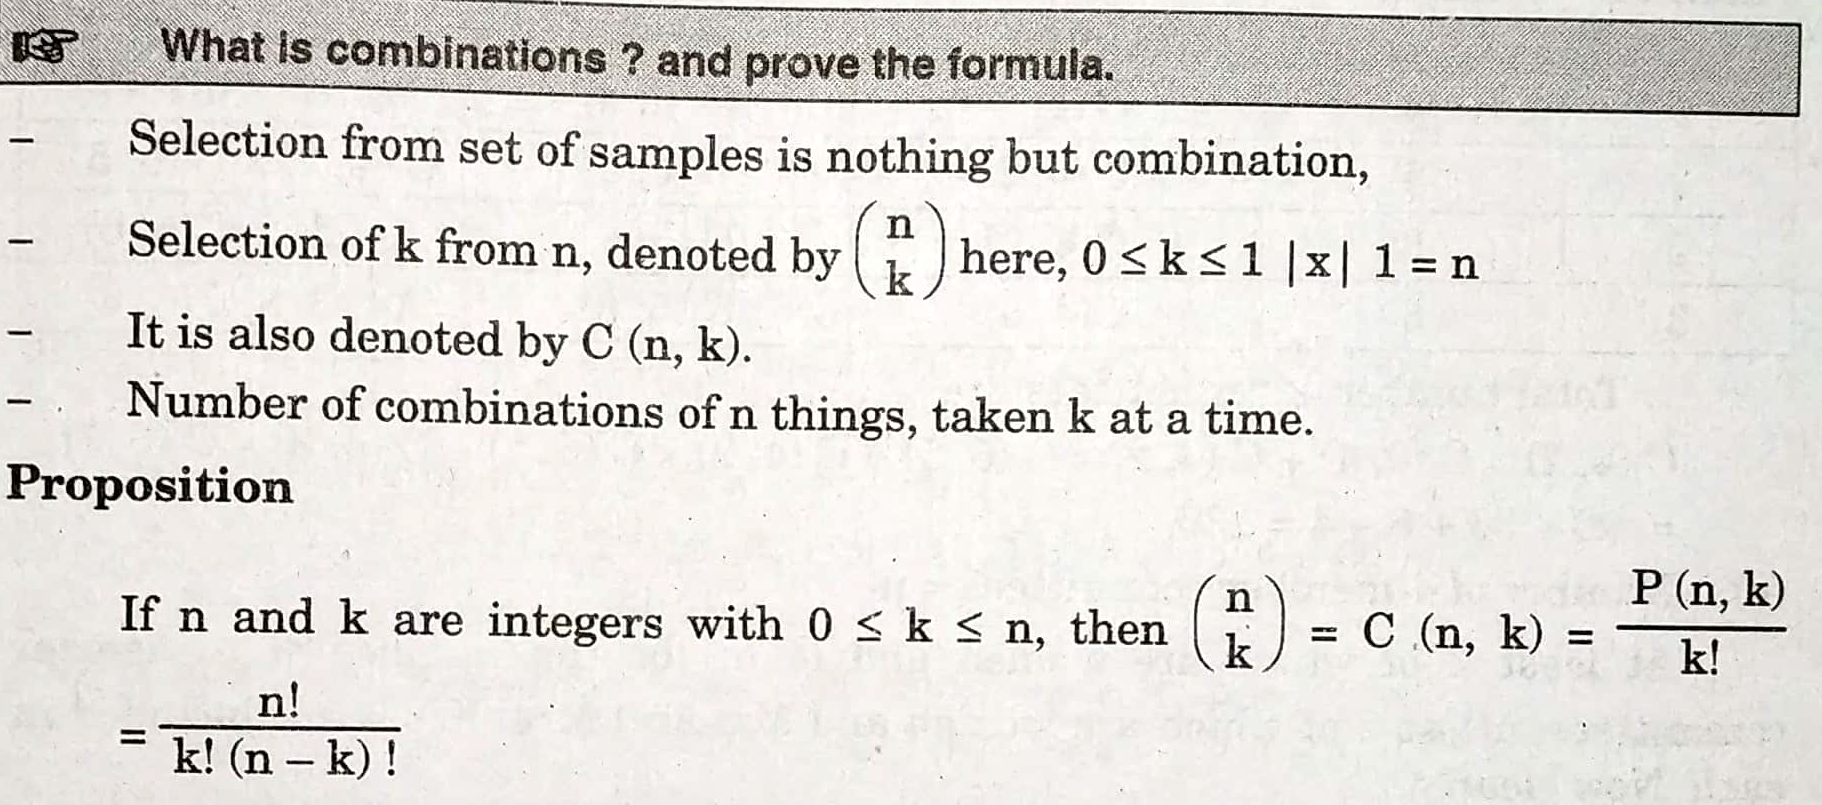 ☞ What is combinations ? and prove the formula.
– Selection from set of samples is nothing but combination,
– Selection of k from n, denoted by (n k) here, 0 ≤ k ≤ 1 |x| 1 = n
– It is also denoted by C (n, k).
– Number of combinations of n things, taken k at a time.
Proposition
If n and k are integers with 0 ≤ k ≤ n, then (n k) = C (n, k) = P (n, k) / k!
= n! / k! (n – k) !